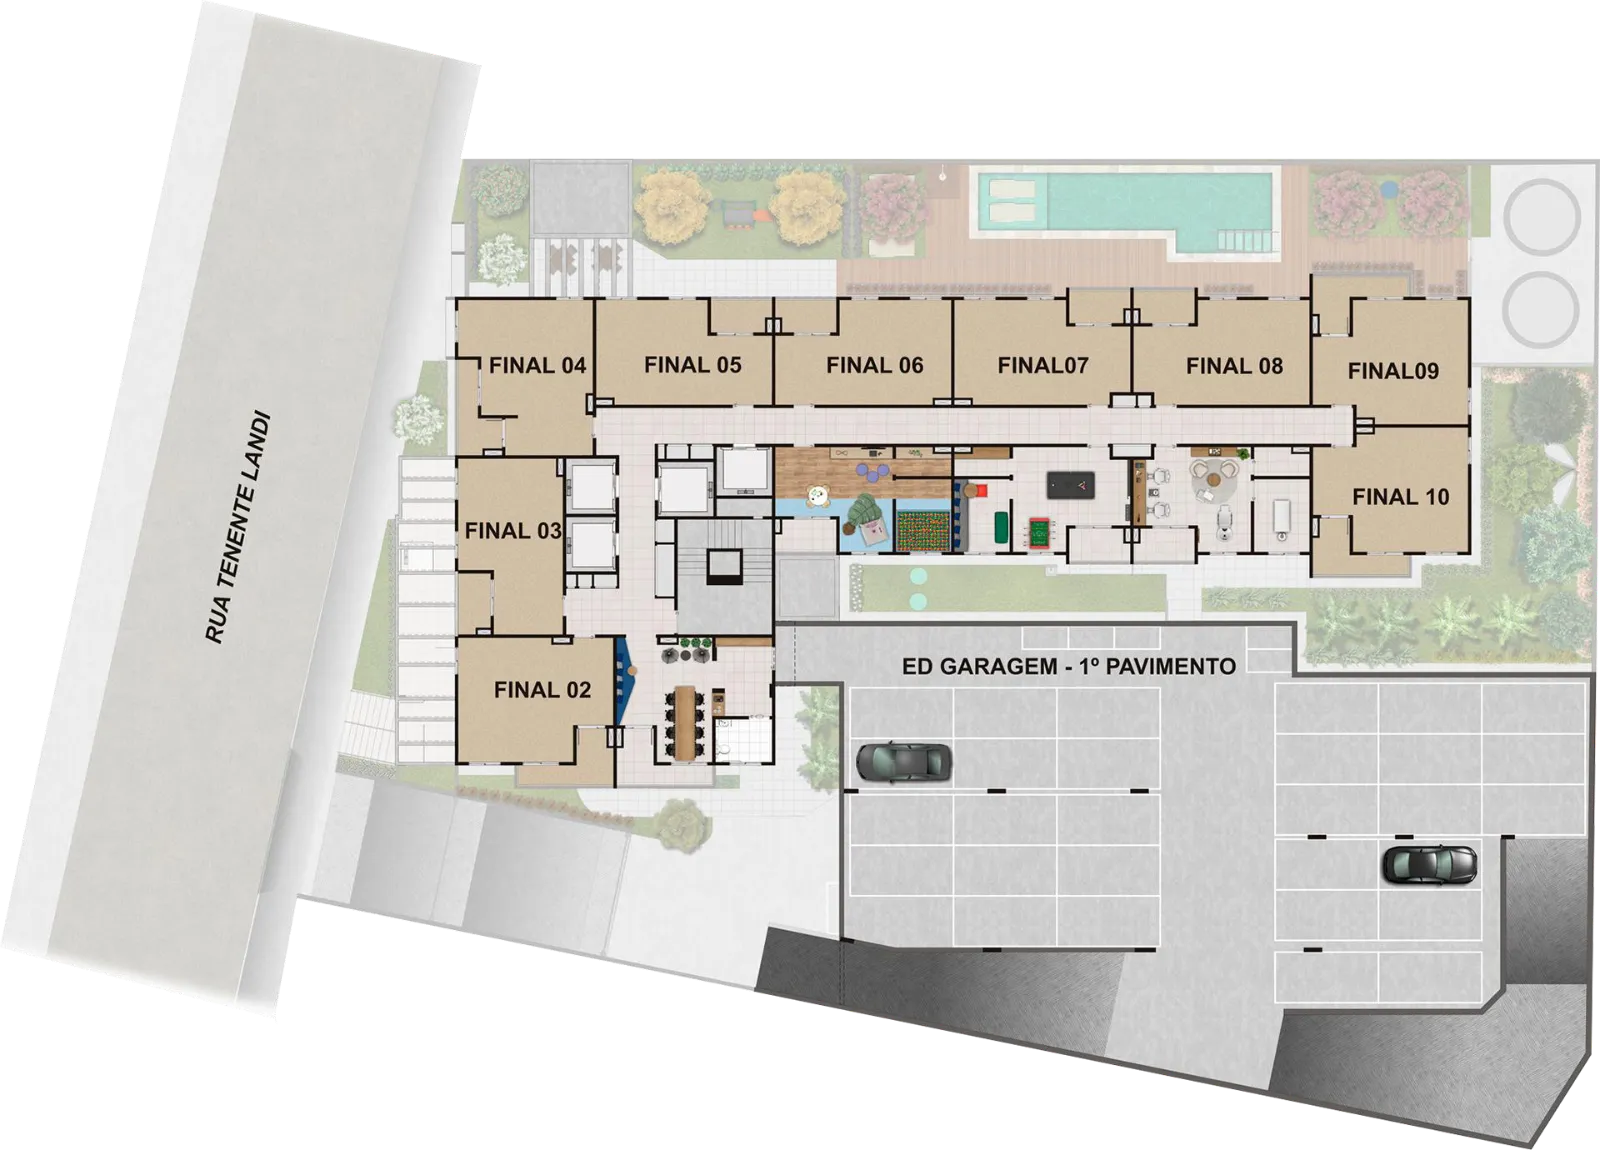 RUA TENENTE LANDI
FINAL 04
FINAL 05
FINAL 06
FINAL07
FINAL 08
FINAL09
FINAL 10
FINAL 03
FINAL 02
ED GARAGEM - 1º PAVIMENTO